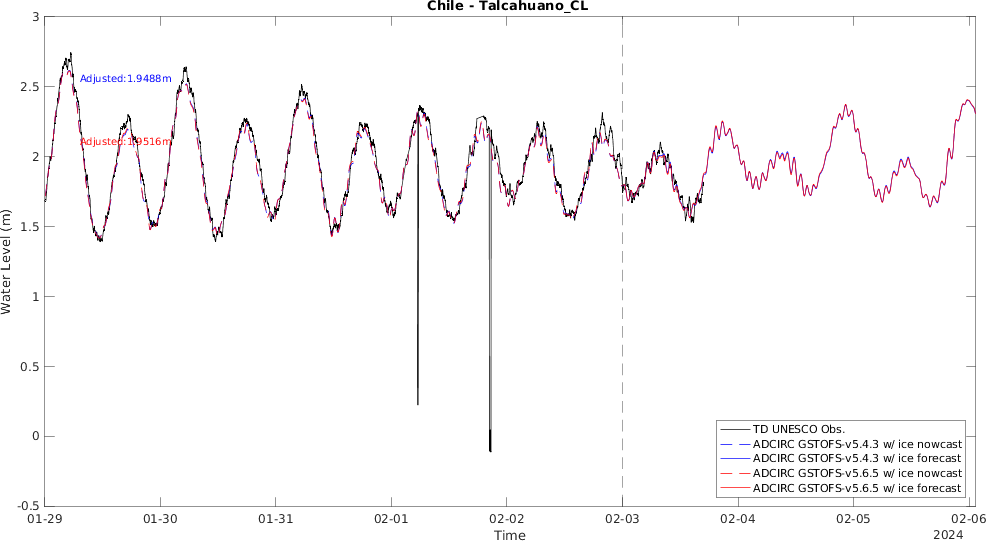 Chile - Talcahuano_CL
3
2.5
2
1.5
1
0.5
0
-0.5
Water Level (m)
Adjusted:1.9488m
Adjusted:1.9516m
TD UNESCO Obs.
ADCIRC GSTOFS-v5.4.3 w/ ice nowcast
ADCIRC GSTOFS-v5.4.3 w/ ice forecast
ADCIRC GSTOFS-v5.6.5 w/ ice nowcast
ADCIRC GSTOFS-v5.6.5 w/ ice forecast
01-29 01-30 01-31 02-01 02-02 02-03 02-04 02-05 02-06
Time
2024